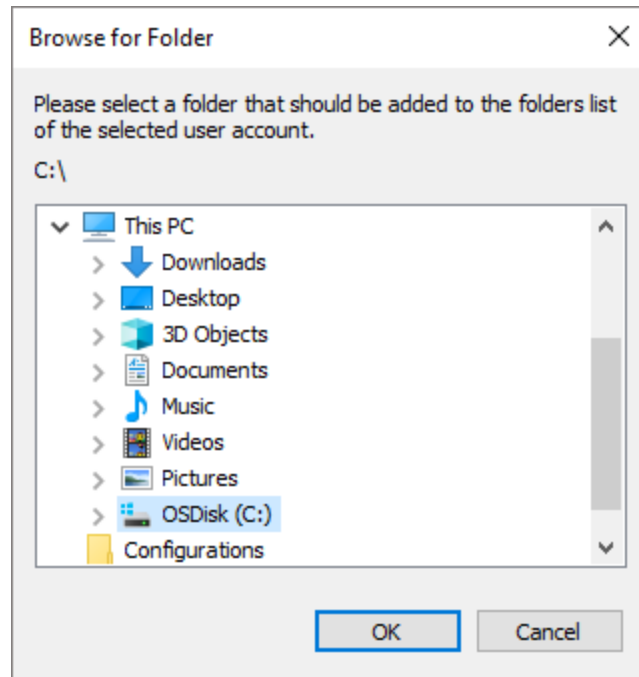 Browse for Folder
Please select a folder that should be added to the folders list
of the selected user account.
C:\
This PC
Downloads
Desktop
3D Objects
Documents
Music
Videos
Pictures
OSDisk (C:)
Configurations
OK Cancel